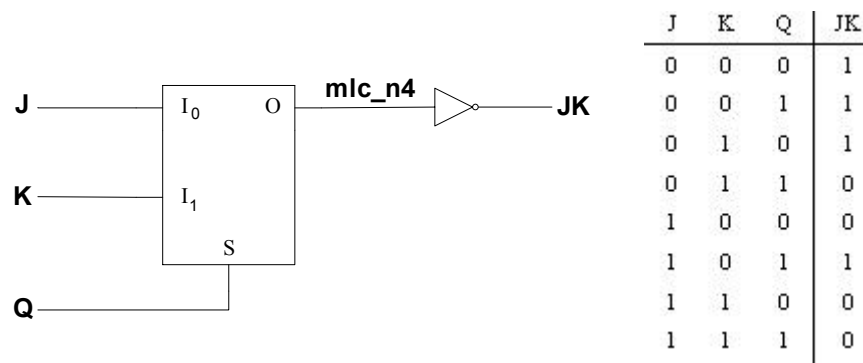 J
I0
O
mlc_n4
JK
K
I1
S
Q
J K Q JK
0 0 0 1
0 0 1 1
0 1 0 1
0 1 1 0
1 0 0 0
1 0 1 1
1 1 0 0
1 1 1 0